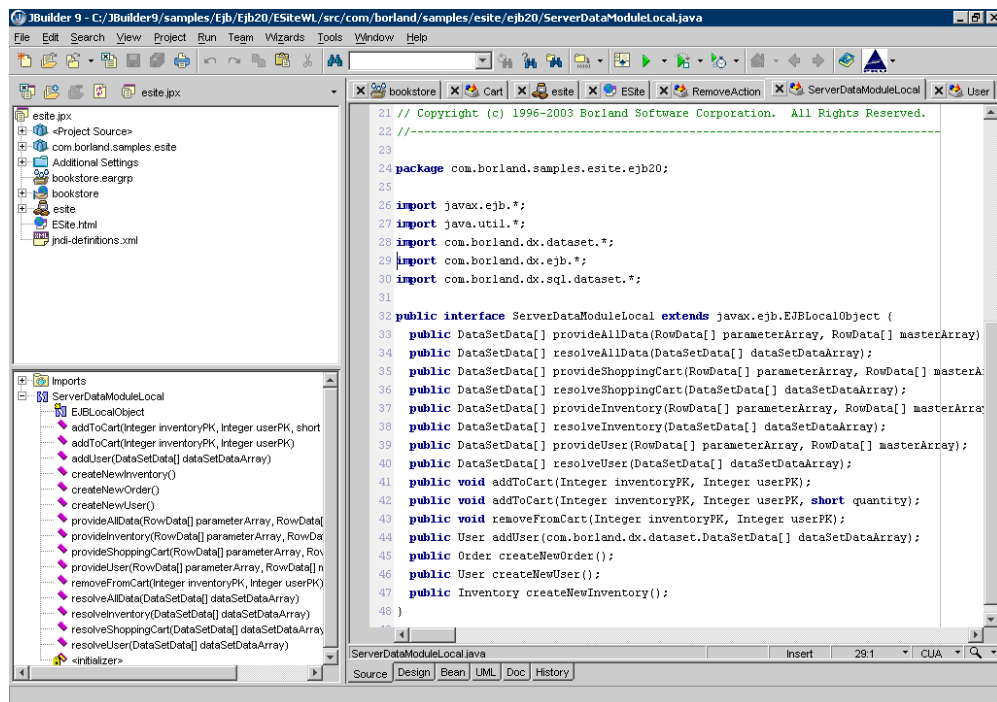 JBuilder 9 - C:/JBuilder9/samples/Ejb/Ejb20/ESiteWL/src/com/borland/samples/esite/ejb20/ServerDataModuleLocal.java
File Edit Search View Project Run Team Wizards Tools Window Help
esite.jpx
bookstore Cart esite ESite RemoveAction ServerDataModuleLocal User
esite.jpx
<Project Source>
com.borland.samples.esite
Additional Settings
bookstore.eargrp
bookstore
esite
ESite.html
jndi-definitions.xml
Imports
ServerDataModuleLocal
EJBLocalObject
addToCart(Integer inventoryPK, Integer userPK, short
addToCart(Integer inventoryPK, Integer userPK)
addUser(DataSetData[] dataSetDataArray)
createNewInventory()
createNewOrder()
createNewUser()
provideAllData(RowData[] parameterArray, RowData[
provideInventory(RowData[] parameterArray, RowDa
provideShoppingCart(RowData[] parameterArray, Rov
provideUser(RowData[] parameterArray, RowData[] n
removeFromCart(Integer inventoryPK, Integer userPK)
resolveAllData(DataSetData[] dataSetDataArray)
resolveInventory(DataSetData[] dataSetDataArray)
resolveShoppingCart(DataSetData[] dataSetDataArray
resolveUser(DataSetData[] dataSetDataArray)
<initializer>
21 // Copyright (c) 1996-2003 Borland Software Corporation.  All Rights Reserved.
22 //------------------------------------------------------------------------------
23
24 package com.borland.samples.esite.ejb20;
25
26 import javax.ejb.*;
27 import java.util.*;
28 import com.borland.dx.dataset.*;
29 import com.borland.dx.ejb.*;
30 import com.borland.dx.sql.dataset.*;
31
32 public interface ServerDataModuleLocal extends javax.ejb.EJBLocalObject {
33 public DataSetData[] provideAllData(RowData[] parameterArray, RowData[] masterArray)
34 public DataSetData[] resolveAllData(DataSetData[] dataSetDataArray);
35 public DataSetData[] provideShoppingCart(RowData[] parameterArray, RowData[] masterA
36 public DataSetData[] resolveShoppingCart(DataSetData[] dataSetDataArray);
37 public DataSetData[] provideInventory(RowData[] parameterArray, RowData[] masterArra
38 public DataSetData[] resolveInventory(DataSetData[] dataSetDataArray);
39 public DataSetData[] provideUser(RowData[] parameterArray, RowData[] masterArray);
40 public DataSetData[] resolveUser(DataSetData[] dataSetDataArray);
41 public void addToCart(Integer inventoryPK, Integer userPK);
42 public void addToCart(Integer inventoryPK, Integer userPK, short quantity);
43 public void removeFromCart(Integer inventoryPK, Integer userPK);
44 public User addUser(com.borland.dx.dataset.DataSetData[] dataSetDataArray);
45 public Order createNewOrder();
46 public User createNewUser();
47 public Inventory createNewInventory();
48 }
ServerDataModuleLocal.java Insert 29:1 CUA
Source Design Bean UML Doc History